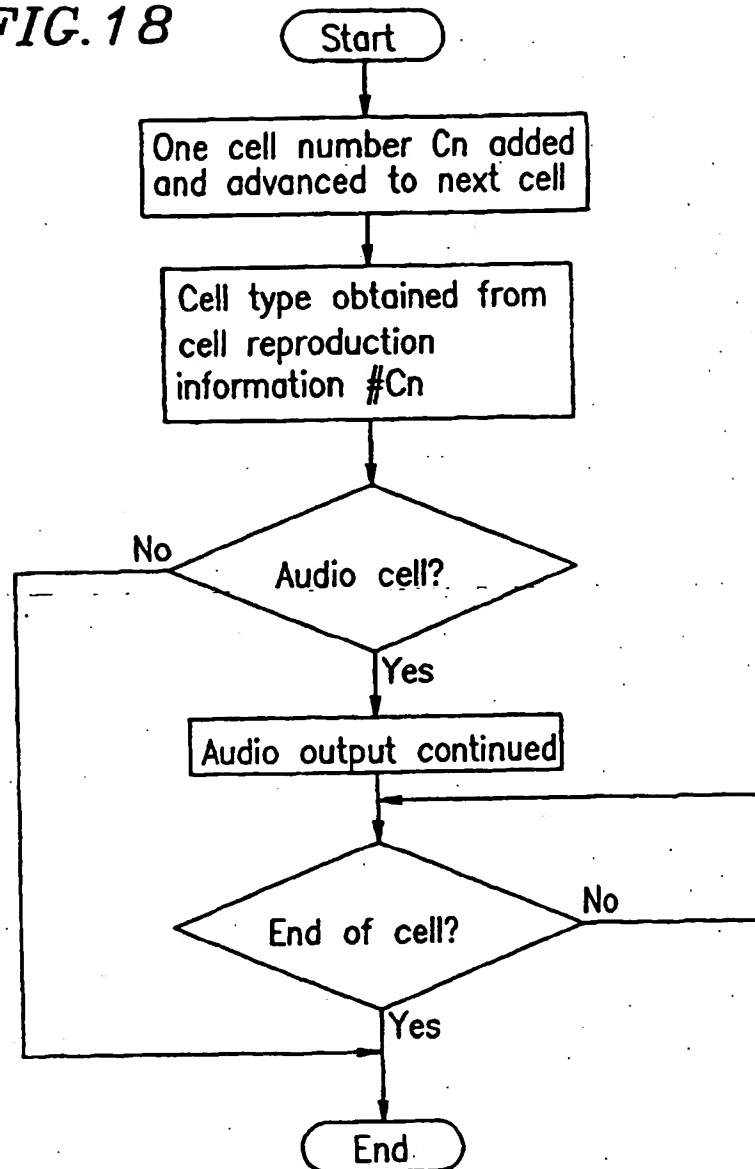 FIG.18
Start
One cell number Cn added
and advanced to next cell
Cell type obtained from
cell reproduction
information #Cn
No
Audio cell?
Yes
Audio output continued
End of cell?
No
Yes
End